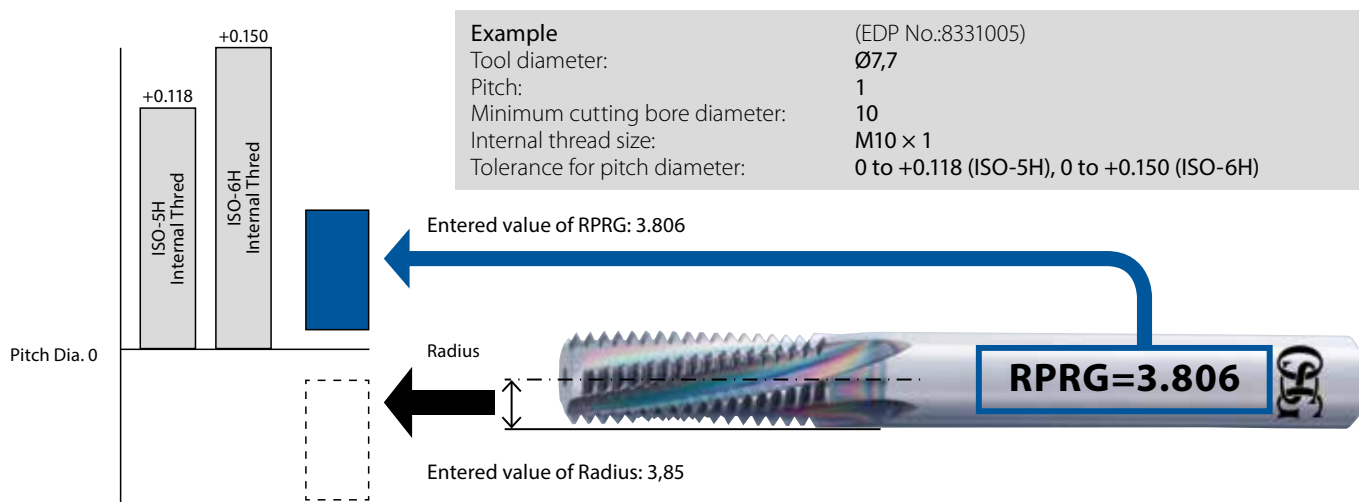 +0.150
+0.118
ISO-5H
Internal Thred
ISO-6H
Internal Thred
Pitch Dia. 0
Example (EDP No.:8331005)
Tool diameter: Ø7,7
Pitch: 1
Minimum cutting bore diameter: 10
Internal thread size: M10 × 1
Tolerance for pitch diameter: 0 to +0.118 (ISO-5H), 0 to +0.150 (ISO-6H)
Entered value of RPRG: 3.806
Radius
RPRG=3.806
OSG
Entered value of Radius: 3,85